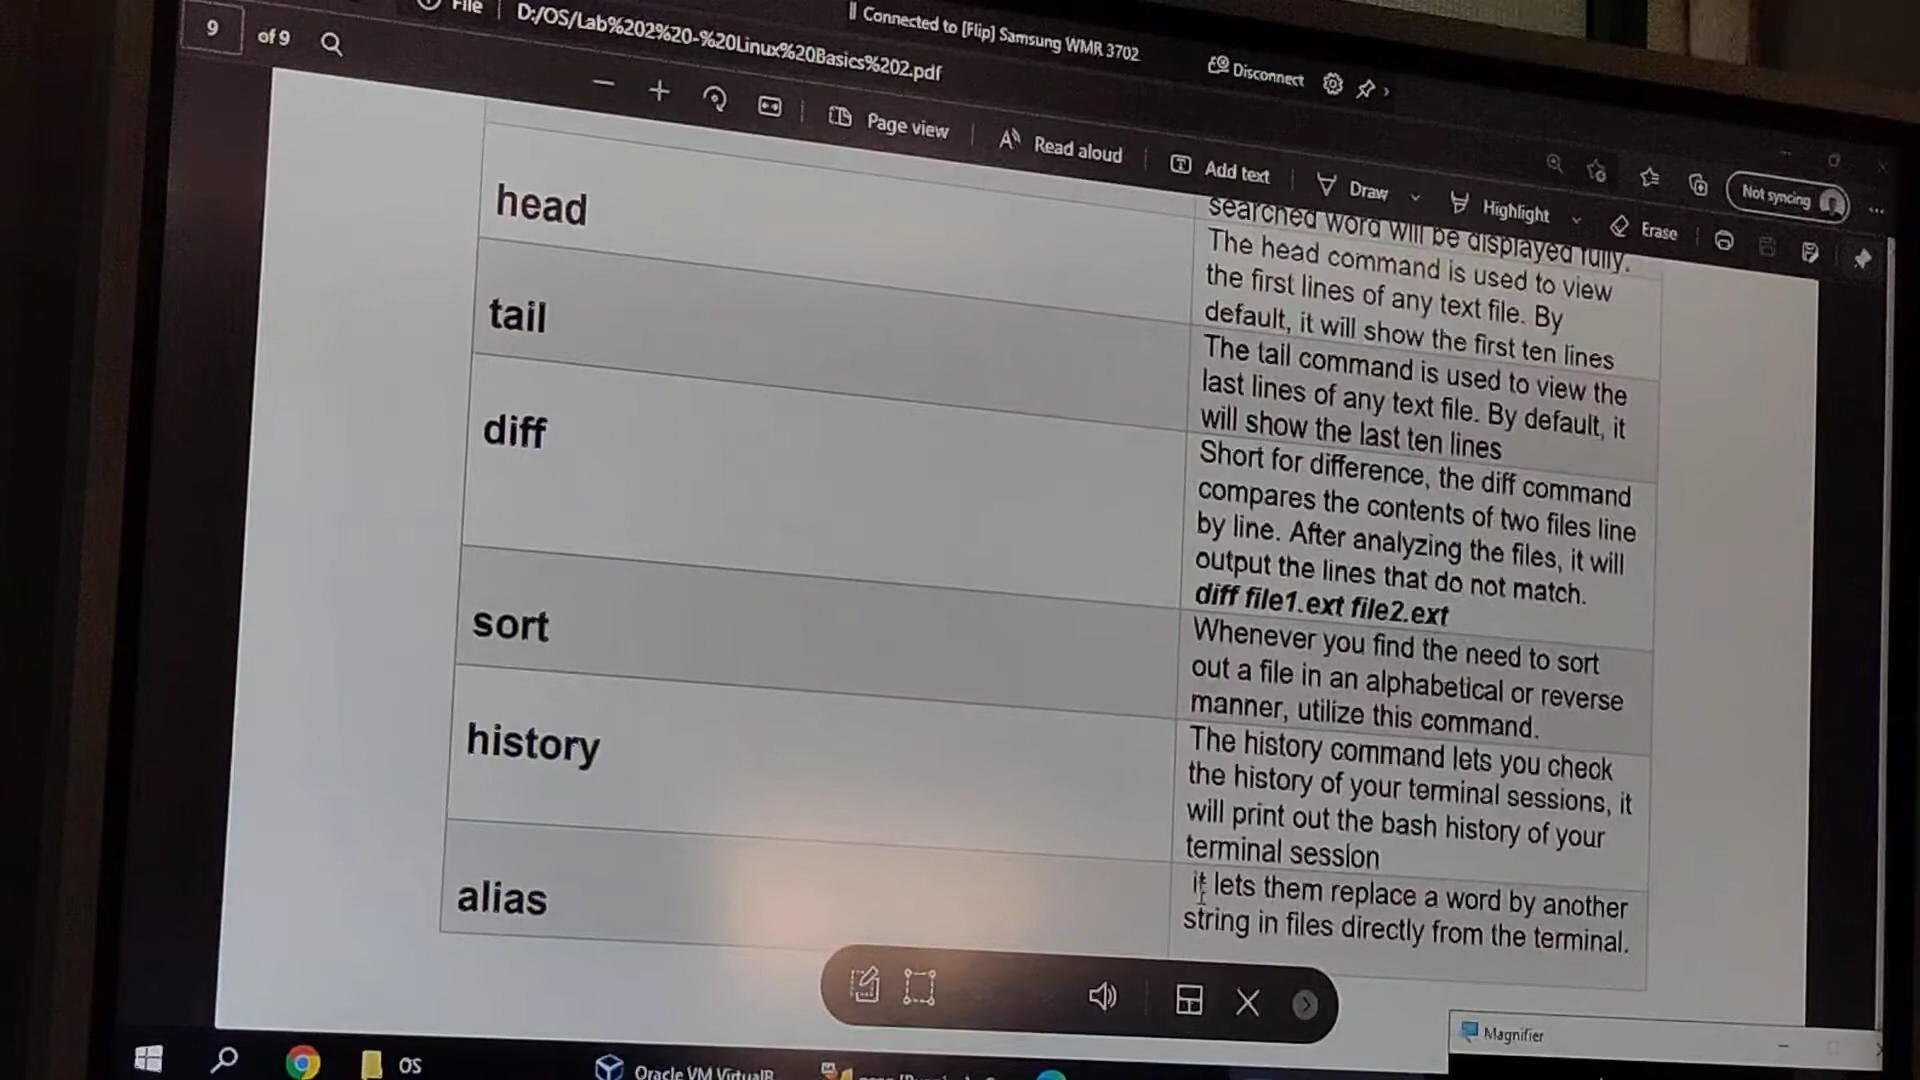 File
D:/OS/Lab%202%20-%20Linux%20Basics%202.pdf
Connected to [Flip] Samsung WMR 3702
Disconnect
9 of 9
Page view
Read aloud
Add text
Draw
Highlight
Erase
Not syncing
searched word will be displayed fully.
head
The head command is used to view
the first lines of any text file. By
default, it will show the first ten lines
tail
The tail command is used to view the
last lines of any text file. By default, it
will show the last ten lines
diff
Short for difference, the diff command
compares the contents of two files line
by line. After analyzing the files, it will
output the lines that do not match.
diff file1.ext file2.ext
sort
Whenever you find the need to sort
out a file in an alphabetical or reverse
manner, utilize this command.
history
The history command lets you check
the history of your terminal sessions, it
will print out the bash history of your
terminal session
alias
it lets them replace a word by another
string in files directly from the terminal.
Magnifier
OS
Oracle VM VirtualB